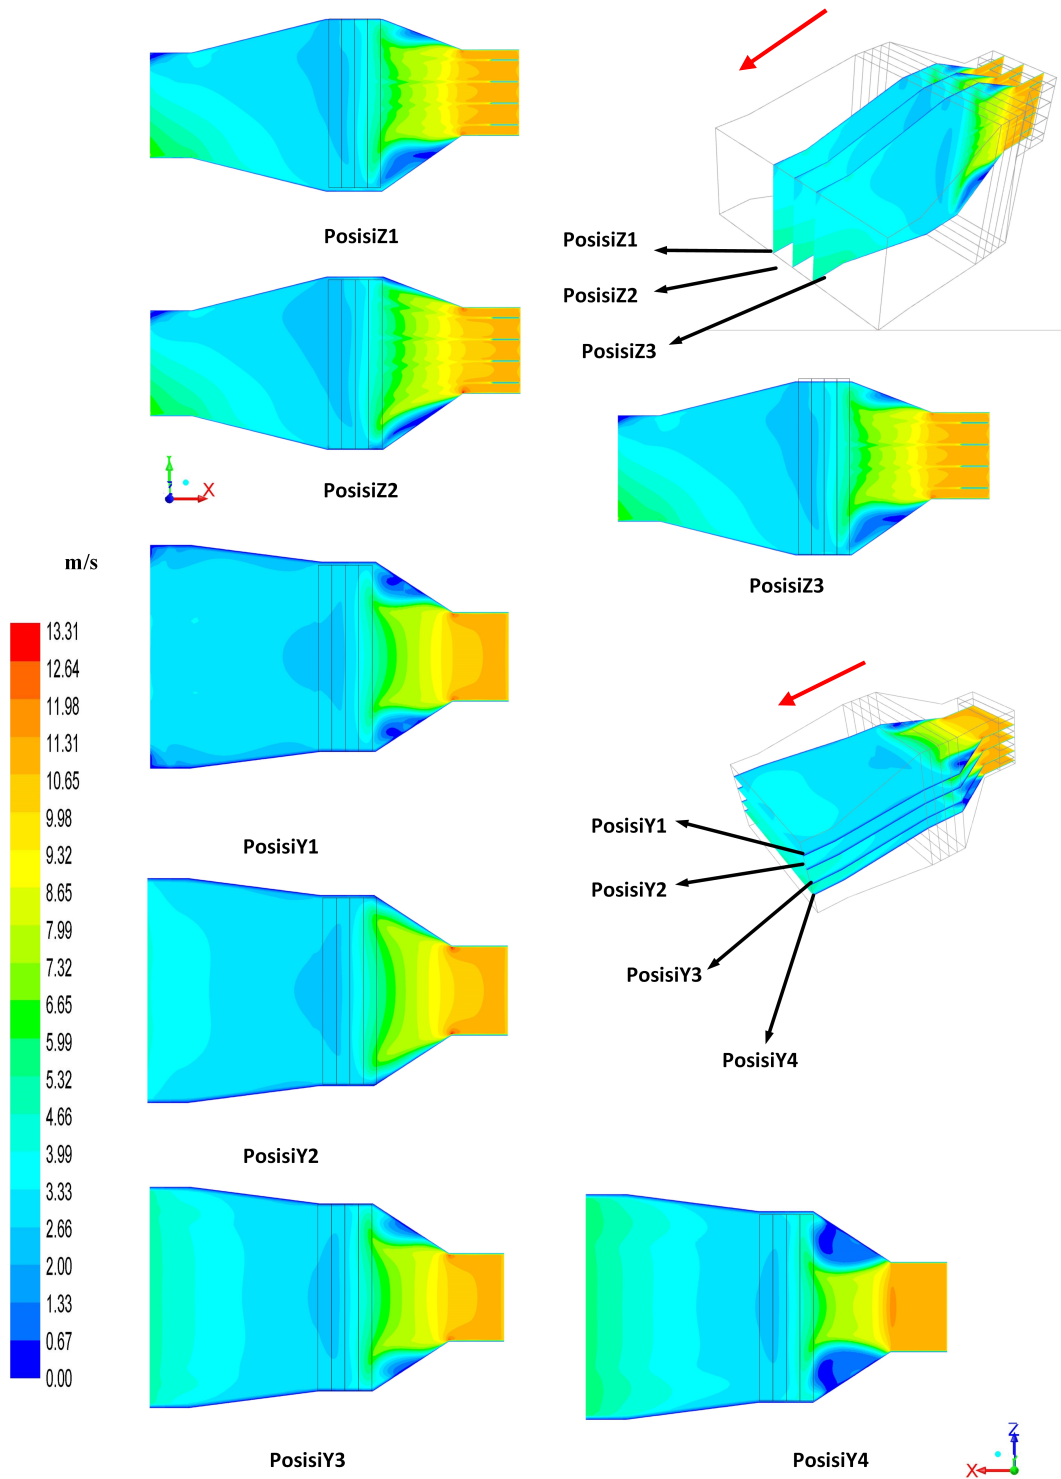 PosisiZ1
PosisiZ1
PosisiZ2
PosisiZ3
Y
Z
X
PosisiZ2
PosisiZ3
m/s
13.31
12.64
11.98
11.31
10.65
9.98
9.32
8.65
7.99
7.32
6.65
5.99
5.32
4.66
3.99
3.33
2.66
2.00
1.33
0.67
0.00
PosisiY1
PosisiY1
PosisiY2
PosisiY3
PosisiY4
PosisiY2
PosisiY3
PosisiY4
Z
X